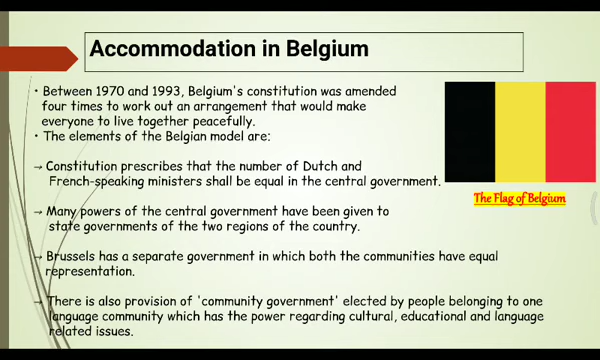 Accommodation in Belgium
• Between 1970 and 1993, Belgium's constitution was amended
four times to work out an arrangement that would make
everyone to live together peacefully.
• The elements of the Belgian model are:
→ Constitution prescribes that the number of Dutch and
French-speaking ministers shall be equal in the central government.
The Flag of Belgium
→ Many powers of the central government have been given to
state governments of the two regions of the country.
→ Brussels has a separate government in which both the communities have equal
representation.
→ There is also provision of 'community government' elected by people belonging to one
language community which has the power regarding cultural, educational and language
related issues.